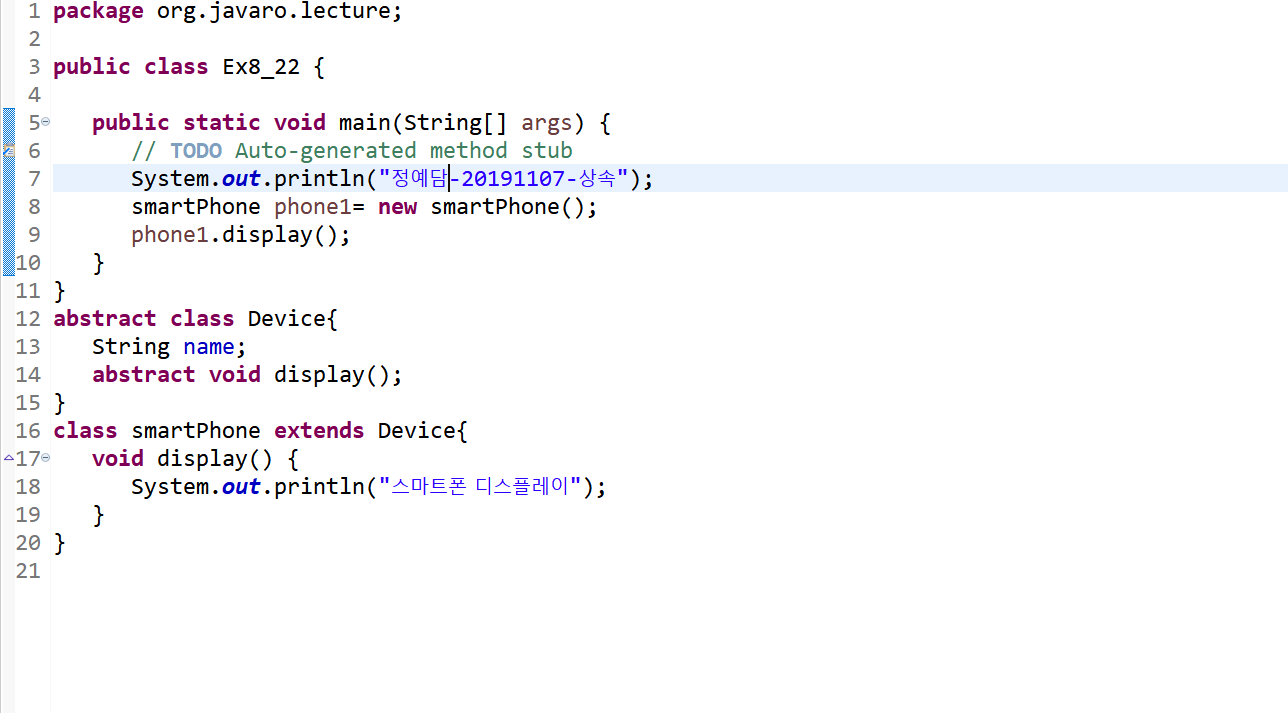 1 package org.javaro.lecture;
2
3 public class Ex8_22 {
4
5 public static void main(String[] args) {
6 // TODO Auto-generated method stub
7 System.out.println("정예담-20191107-상속");
8 smartPhone phone1= new smartPhone();
9 phone1.display();
10 }
11 }
12 abstract class Device{
13 String name;
14 abstract void display();
15 }
16 class smartPhone extends Device{
17 void display() {
18 System.out.println("스마트폰 디스플레이");
19 }
20 }
21